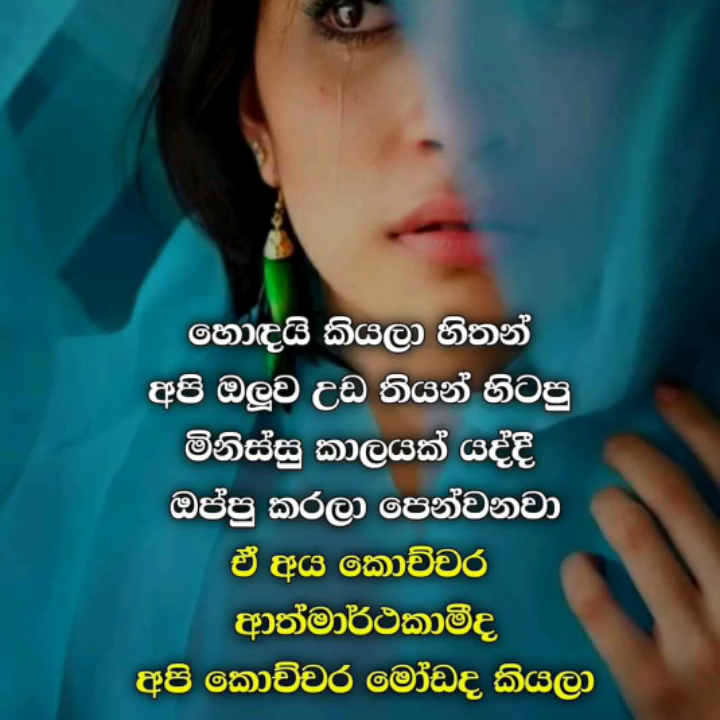 හොඳයි කියලා හිතන්
අපි ඔලූව උඩ තියන් හිටපු
මිනිස්සු කාලයක් යද්දී
ඔප්පු කරලා පෙන්වනවා
ඒ අය කොච්චර
ආත්මාර්ථකාමීද
අපි කොච්චර මෝඩද කියලා